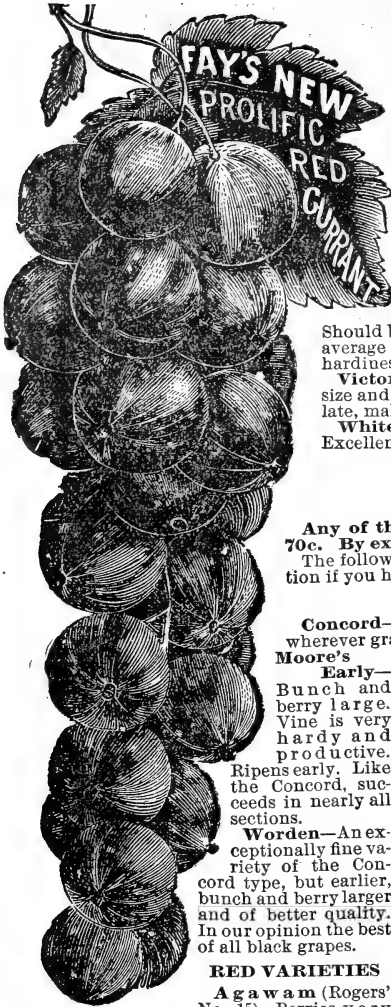 FAY'S NEW
PROLIFIC
RED
CURRANT
Should
average
hardines
Victor
size and
late, ma
White
Exceller
Any of th
70c. By ex
The follow
tion if you h
Concord—
wherever gra
Moore's
Early—
Bunch and
berry large.
Vine is very
hardy and
productive.
Ripens early. Like
the Concord, suc-
ceeds in nearly all
sections.
Worden—An ex-
ceptionally fine va-
riety of the Con-
cord type, but earlier,
bunch and berry larger
and of better quality.
In our opinion the best
of all black grapes.
RED VARIETIES
Agawam (Rogers'
No. 15). Berries very